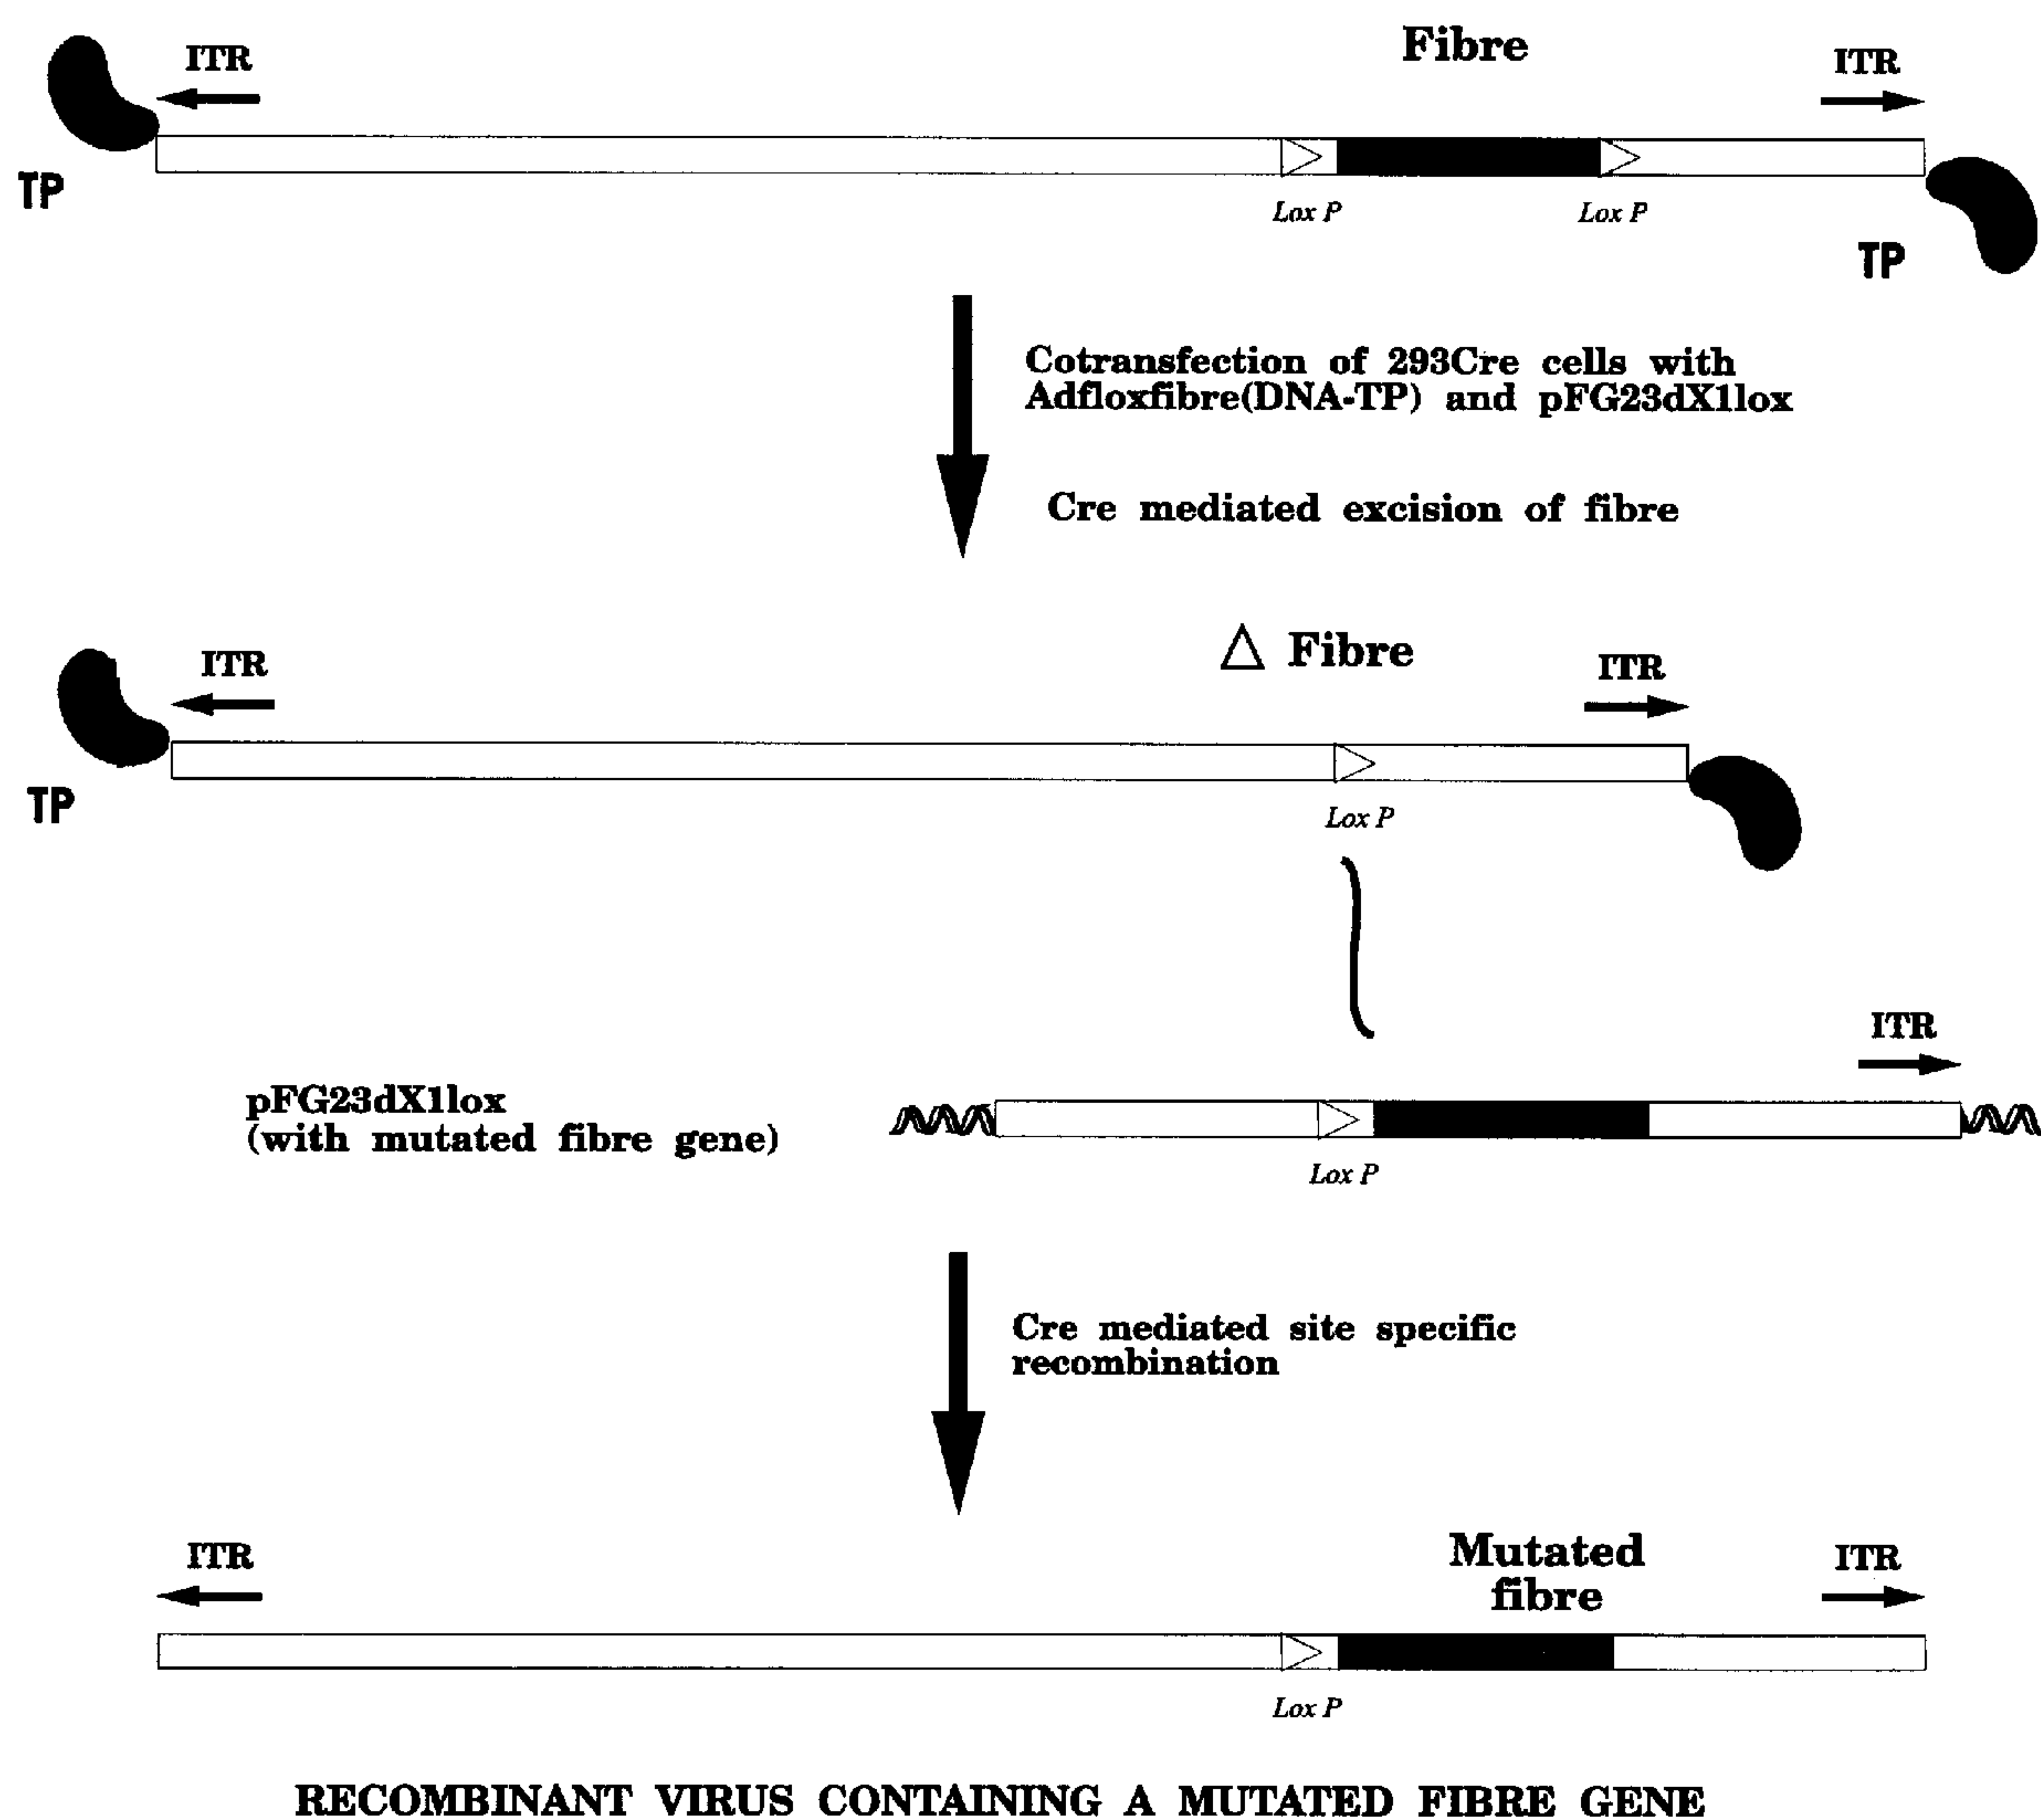 Fibre
ITR
ITR
TP
Lox P
Lox P
TP
Cotransfection of 293Cre cells with
Adfloxfibre(DNA-TP) and pFG23dX1lox
Cre mediated excision of fibre
△ Fibre
ITR
ITR
TP
Lox P
ITR
pFG23dX1lox
(with mutated fibre gene)
Lox P
Cre mediated site specific
recombination
Mutated
fibre
ITR
ITR
Lox P
RECOMBINANT VIRUS CONTAINING A MUTATED FIBRE GENE